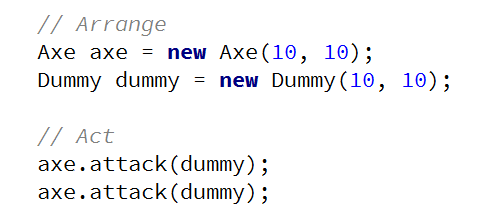 // Arrange
Axe axe = new Axe(10, 10);
Dummy dummy = new Dummy(10, 10);
// Act
axe.attack(dummy);
axe.attack(dummy);